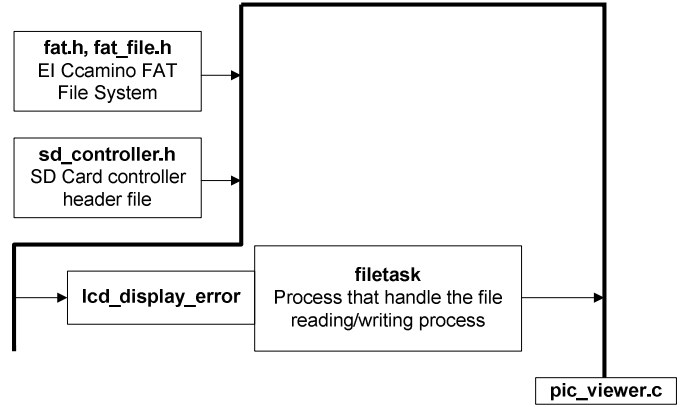 fat.h, fat_file.h
EI Ccamino FAT
File System
sd_controller.h
SD Card controller
header file
lcd_display_error
filetask
Process that handle the file
reading/writing process
pic_viewer.c